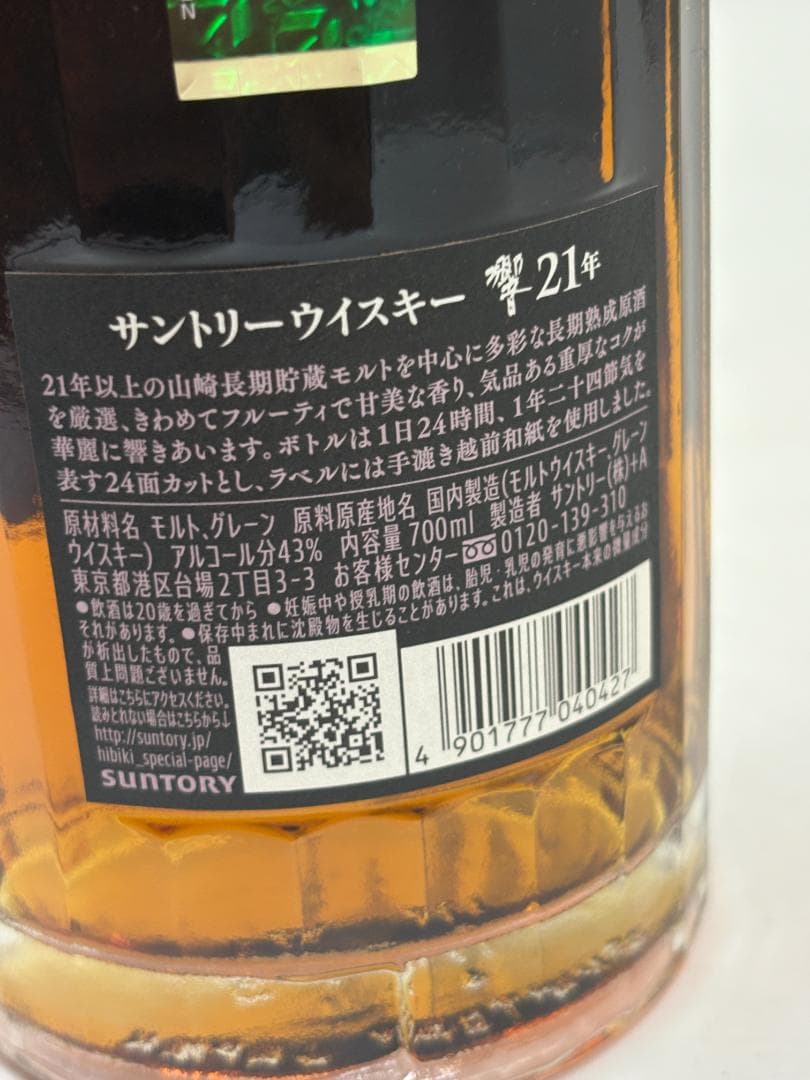 N
サントリーウイスキー 響 21年
21年以上の山崎長期貯蔵モルトを中心に多彩な長期熟成原酒
を厳選、きわめてフルーティで甘美な香り、気品ある重厚なコクが
華麗に響きあいます。ボトルは1日24時間、1年二十四節気を
表す24面カットとし、ラベルには手漉き越前和紙を使用しました。
原材料名 モルト、グレーン 原料原産地名 国内製造(モルトウイスキー、グレーン
ウイスキー) アルコール分43% 内容量 700ml 製造者 サントリー(株)+A
東京都港区台場2丁目3-3 お客様センター 0120-139-310
●飲酒は20歳を過ぎてから ●妊娠中や授乳期の飲酒は、胎児・乳児の発育に悪影響を与えるお
それがあります。●保存中まれに沈殿物を生じることがあります。これは、ウイスキー本来の微量成分
が析出したもので、品
質上問題ございません。
詳細はこちらにアクセスください。
読みとれない場合はこちらから↓
http://suntory.jp/
hibiki_special-page/
SUNTORY
4 901777 040427